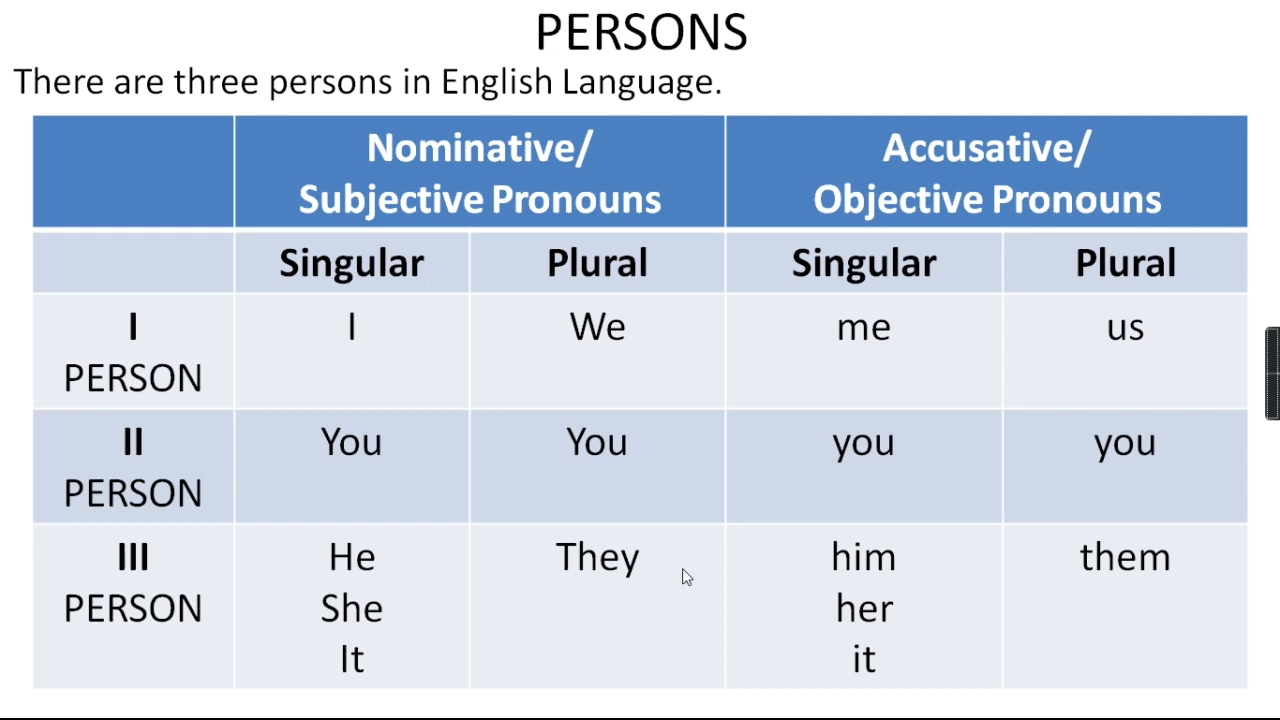 PERSONS
There are three persons in English Language.
Nominative/
Subjective Pronouns
Accusative/
Objective Pronouns
Singular Plural Singular Plural
I
PERSON
I We me us
II
PERSON
You You you you
III
PERSON
He They him them
She her
It it